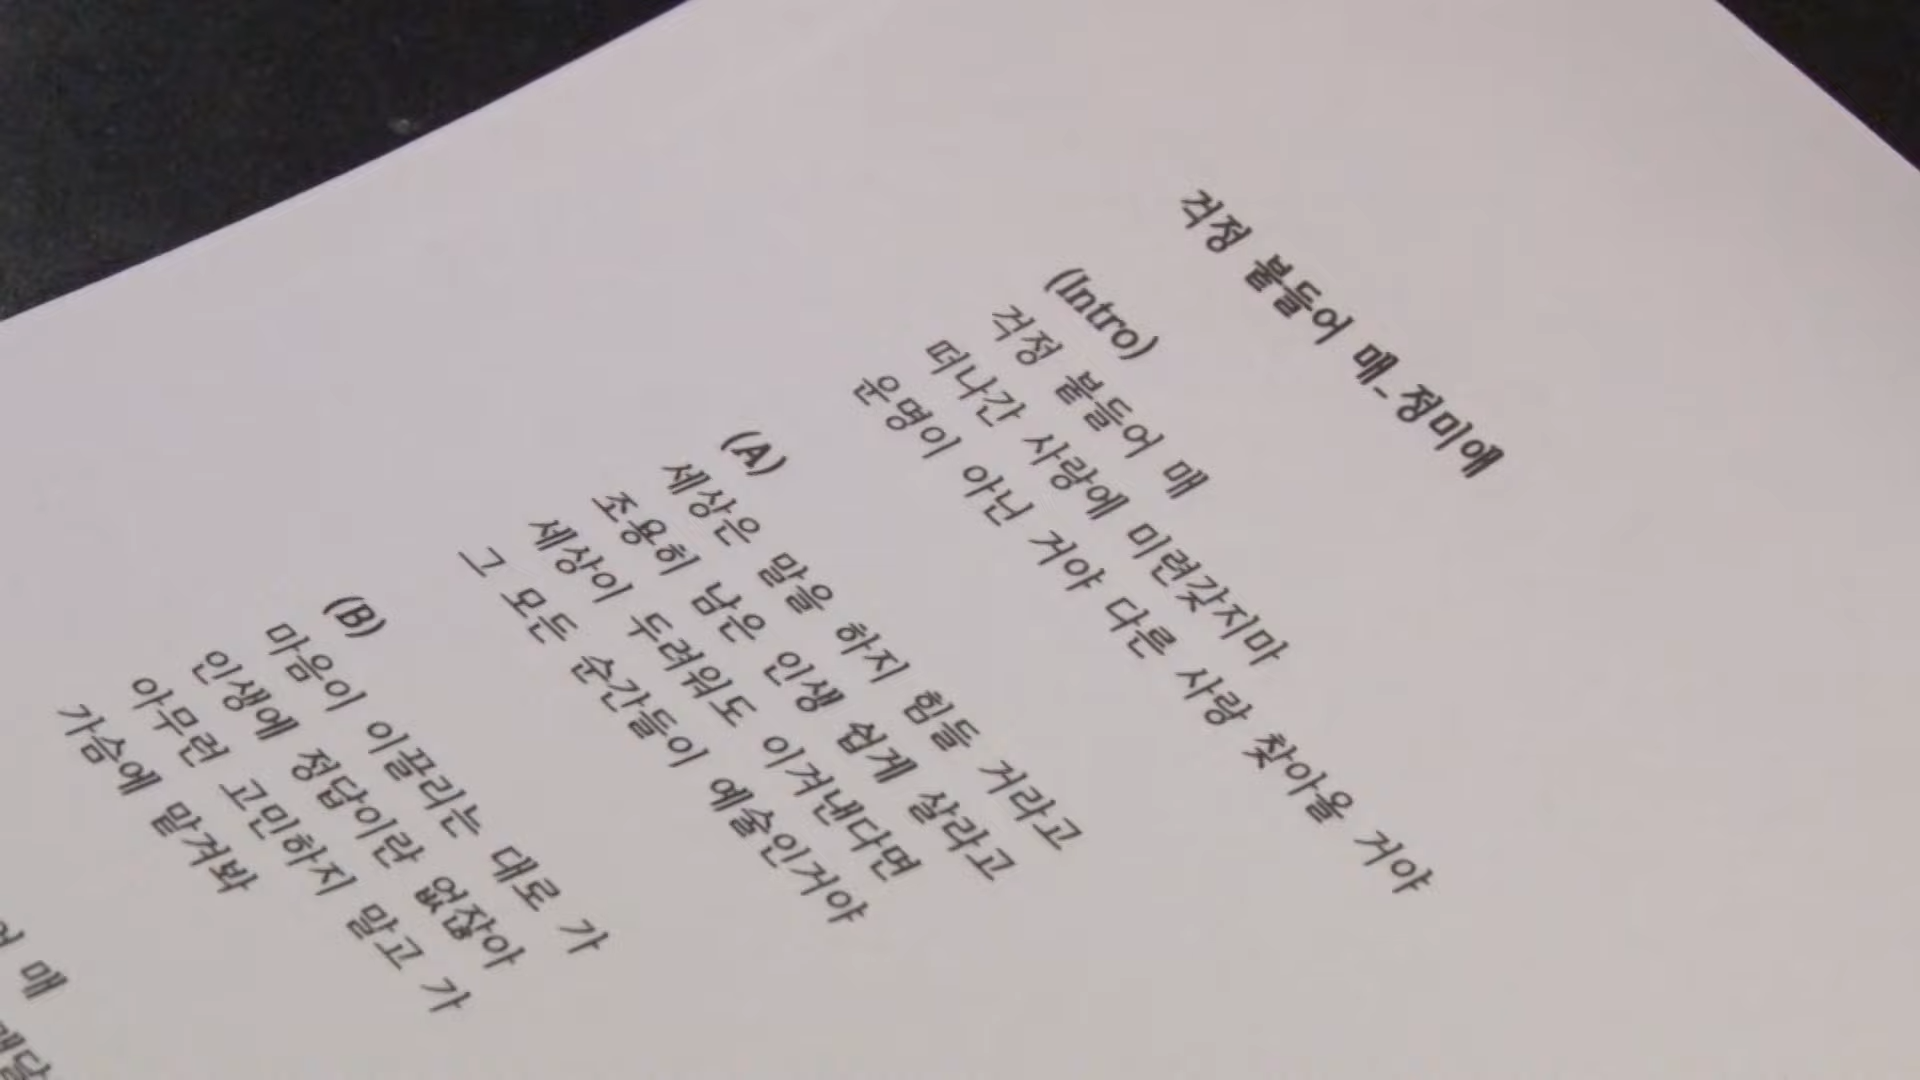 걱정 붙들어 매_정미애
(Intro)
걱정 붙들어 매
떠나간 사랑에 미련갖지마
운명이 아닌 거야 다른 사랑 찾아올 거야
(A)
세상은 말을 하지 힘들 거라고
조용히 남은 인생 쉽게 살라고
세상이 두려워도 이겨낸다면
그 모든 순간들이 예술인거야
(B)
마음이 이끌리는 대로 가
인생에 정답이란 없잖아
아무런 고민하지 말고 가
가슴에 맡겨봐
매